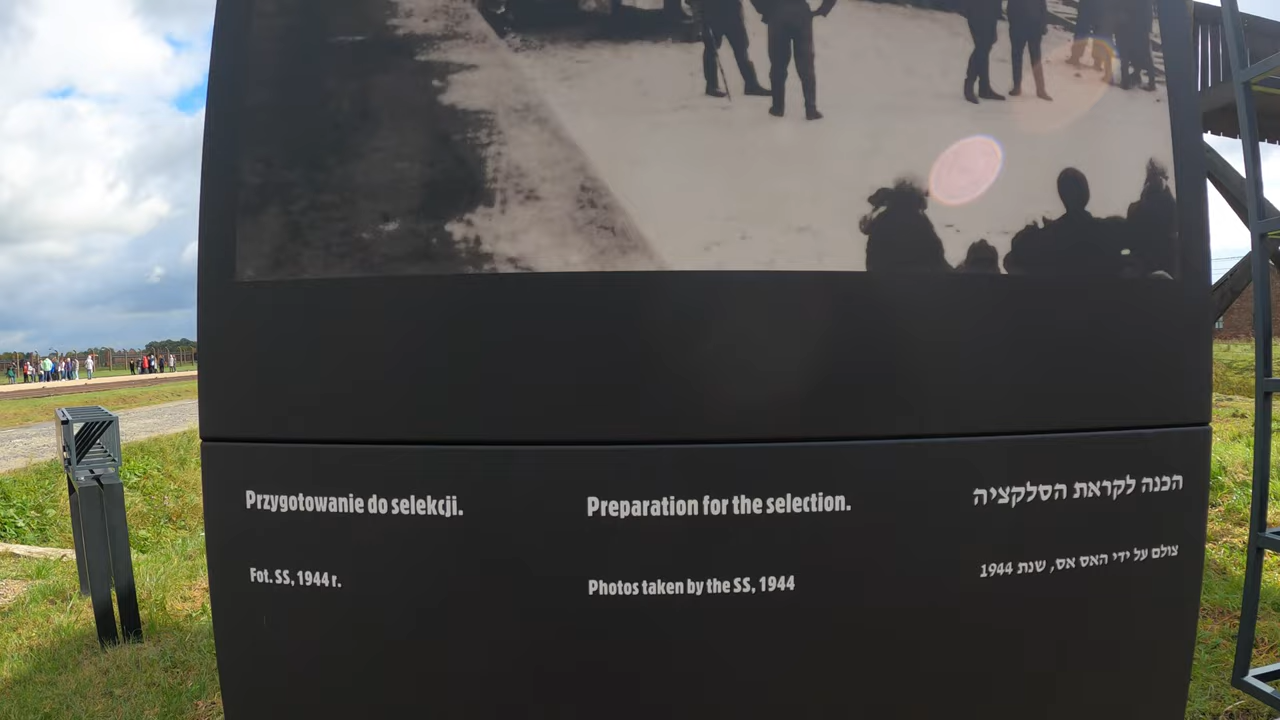 Przygotowanie do selekcji.
Fot. SS, 1944 r.
Preparation for the selection.
Photos taken by the SS, 1944
הכנה לקראת הסלקציה
צולם על ידי האס אס, שנת 1944